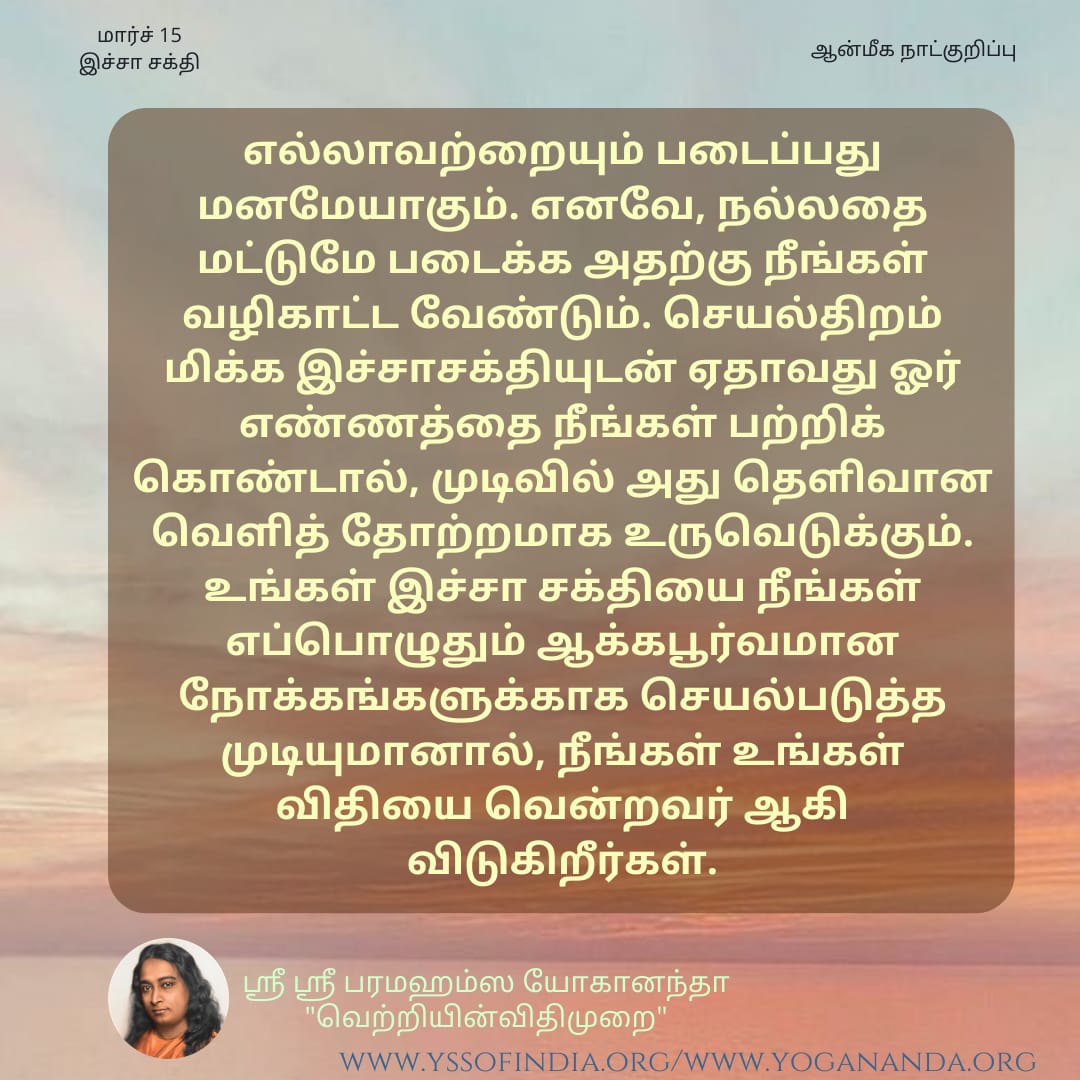 மார்ச் 15
இச்சா சக்தி
ஆன்மீக நாட்குறிப்பு
எல்லாவற்றையும் படைப்பது
மனமேயாகும். எனவே, நல்லதை
மட்டுமே படைக்க அதற்கு நீங்கள்
வழிகாட்ட வேண்டும். செயல்திறம்
மிக்க இச்சாசக்தியுடன் ஏதாவது ஓர்
எண்ணத்தை நீங்கள் பற்றிக்
கொண்டால், முடிவில் அது தெளிவான
வெளித் தோற்றமாக உருவெடுக்கும்.
உங்கள் இச்சா சக்தியை நீங்கள்
எப்பொழுதும் ஆக்கபூர்வமான
நோக்கங்களுக்காக செயல்படுத்த
முடியுமானால், நீங்கள் உங்கள்
விதியை வென்றவர் ஆகி
விடுகிறீர்கள்.
ஸ்ரீ ஸ்ரீ பரமஹம்ஸ யோகானந்தா
"வெற்றியின்விதிமுறை"
WWW.YSSOFINDIA.ORG/WWW.YOGANANDA.ORG